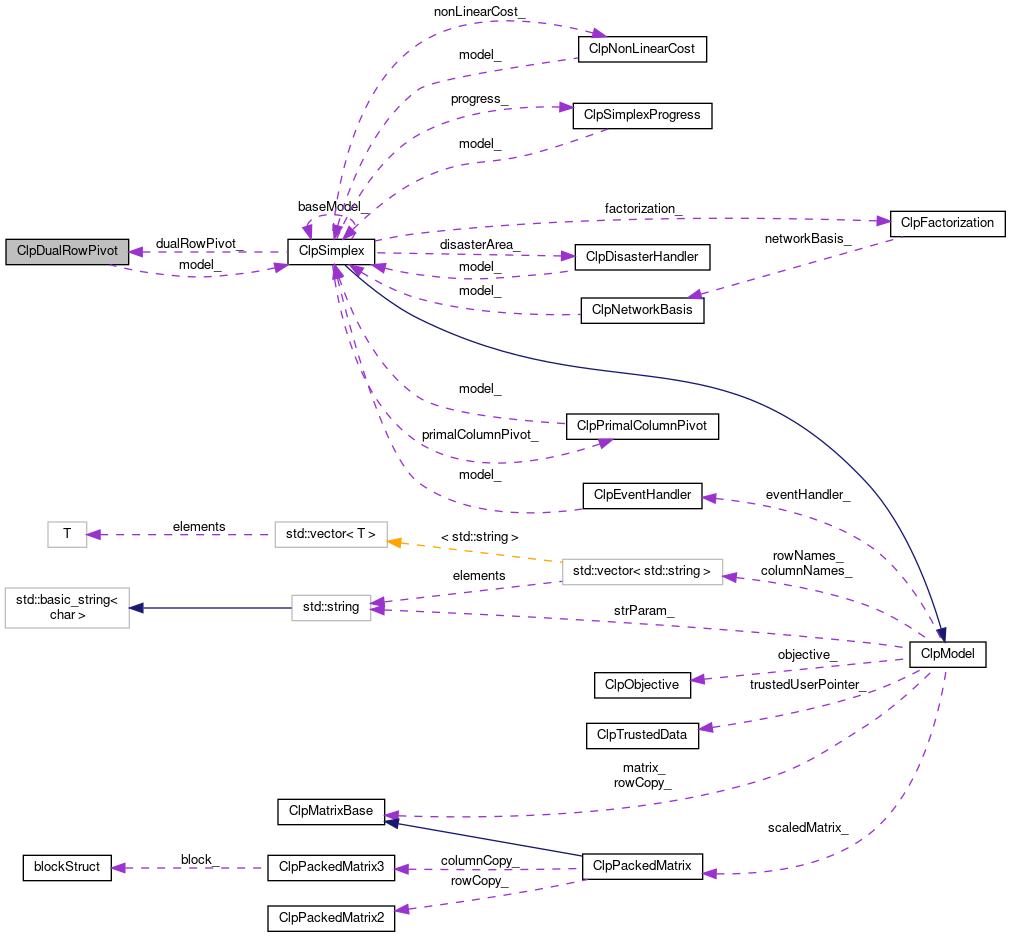 nonLinearCost_
ClpNonLinearCost
model_
progress_
ClpSimplexProgress
model_
baseModel_
factorization_
ClpFactorization
ClpDualRowPivot
dualRowPivot_
ClpSimplex
disasterArea_
ClpDisasterHandler
networkBasis_
model_
model_
model_
ClpNetworkBasis
model_
ClpPrimalColumnPivot
primalColumnPivot_
model_
ClpEventHandler
eventHandler_
T
elements
std::vector< T >
< std::string >
rowNames_
columnNames_
std::vector< std::string >
elements
std::basic_string<
char >
std::string
strParam_
ClpModel
objective_
ClpObjective
trustedUserPointer_
ClpTrustedData
matrix_
rowCopy_
ClpMatrixBase
scaledMatrix_
blockStruct
block_
ClpPackedMatrix3
columnCopy_
ClpPackedMatrix
rowCopy_
ClpPackedMatrix2